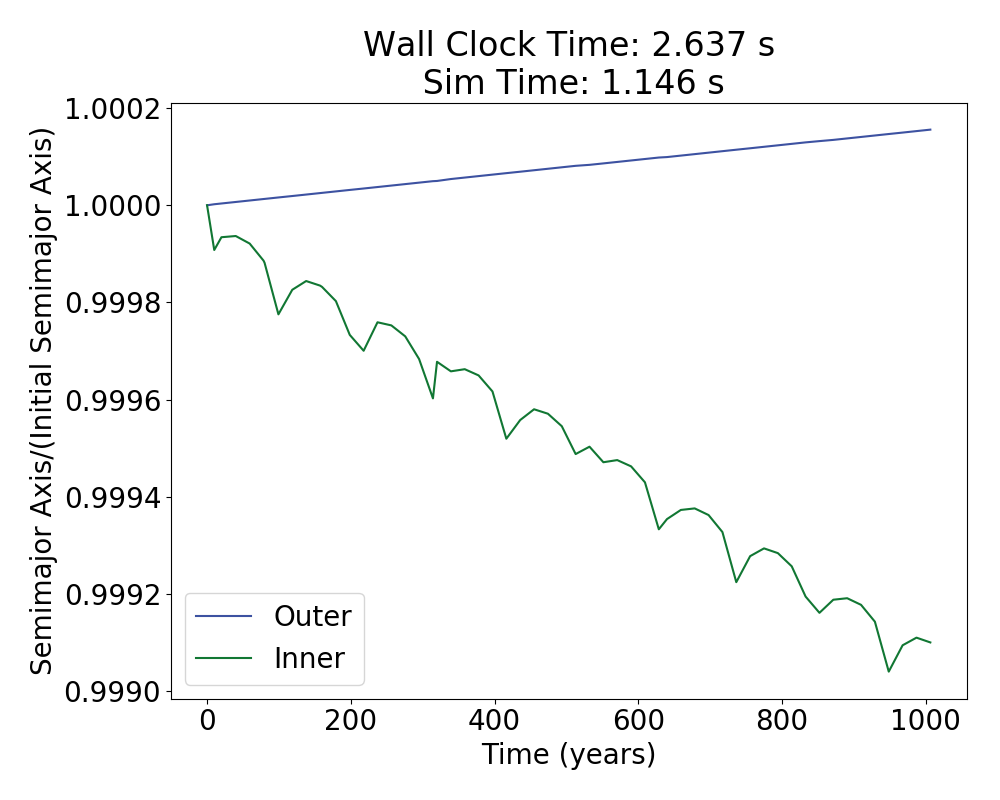 Wall Clock Time: 2.637 s
Sim Time: 1.146 s
Semimajor Axis/(Initial Semimajor Axis)
1.0002
1.0000
0.9998
0.9996
0.9994
0.9992
0.9990
Outer
Inner
0 200 400 600 800 1000
Time (years)